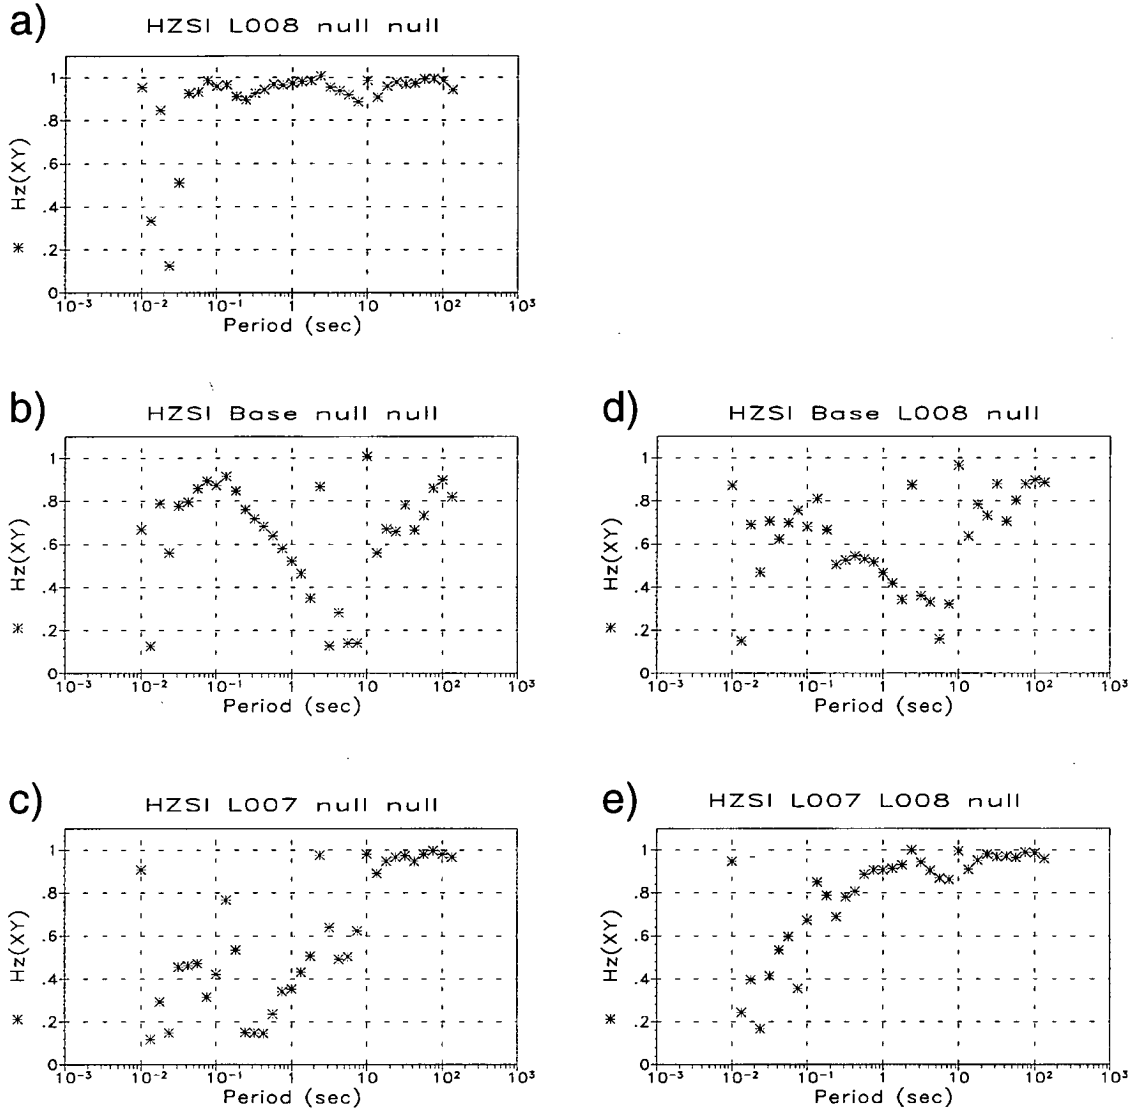 a)
HZSI L008 null null
* Hz(XY)
1
.8
.6
.4
.2
0
10⁻³ 10⁻² 10⁻¹ 1 10 10² 10³
Period (sec)
b)
HZSI Base null null
* Hz(XY)
1
.8
.6
.4
.2
0
10⁻³ 10⁻² 10⁻¹ 1 10 10² 10³
Period (sec)
d)
HZSI Base L008 null
* Hz(XY)
1
.8
.6
.4
.2
0
10⁻³ 10⁻² 10⁻¹ 1 10 10² 10³
Period (sec)
c)
HZSI L007 null null
* Hz(XY)
1
.8
.6
.4
.2
0
10⁻³ 10⁻² 10⁻¹ 1 10 10² 10³
Period (sec)
e)
HZSI L007 L008 null
* Hz(XY)
1
.8
.6
.4
.2
0
10⁻³ 10⁻² 10⁻¹ 1 10 10² 10³
Period (sec)